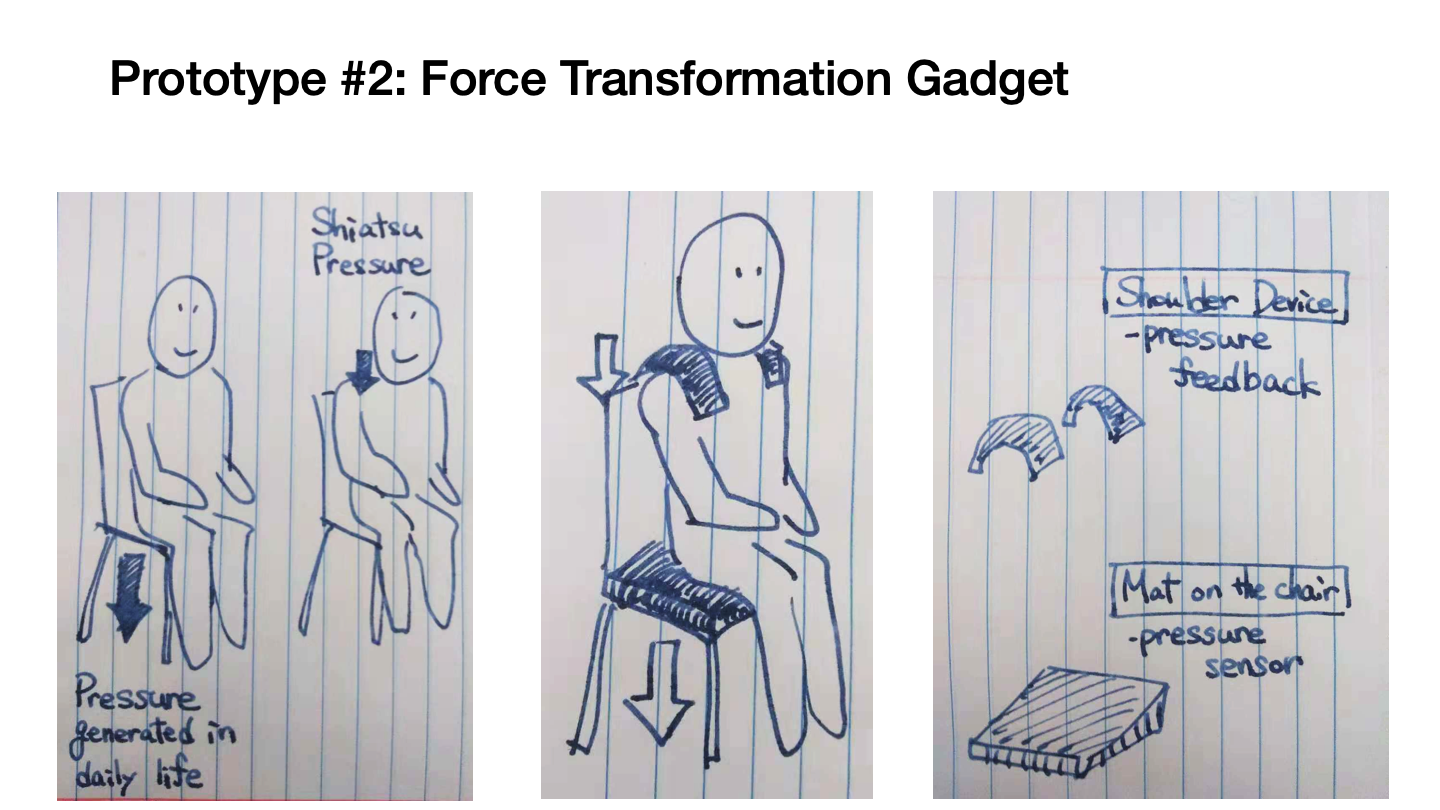 Prototype #2: Force Transformation Gadget
Shiatsu
Pressure
Pressure
generated in
daily life
Shoulder Device
-pressure
feedback
Mat on the chair
-pressure
sensor